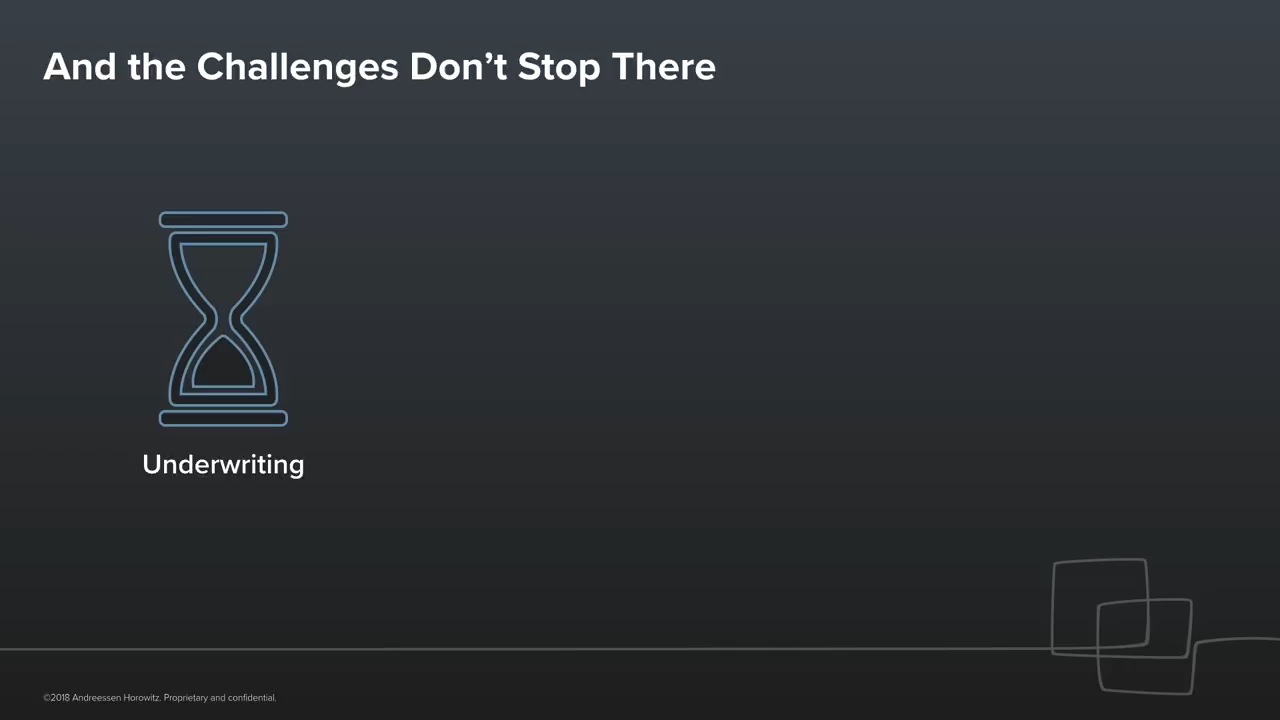 And the Challenges Don’t Stop There
Underwriting
©2018 Andreessen Horowitz. Proprietary and confidential.